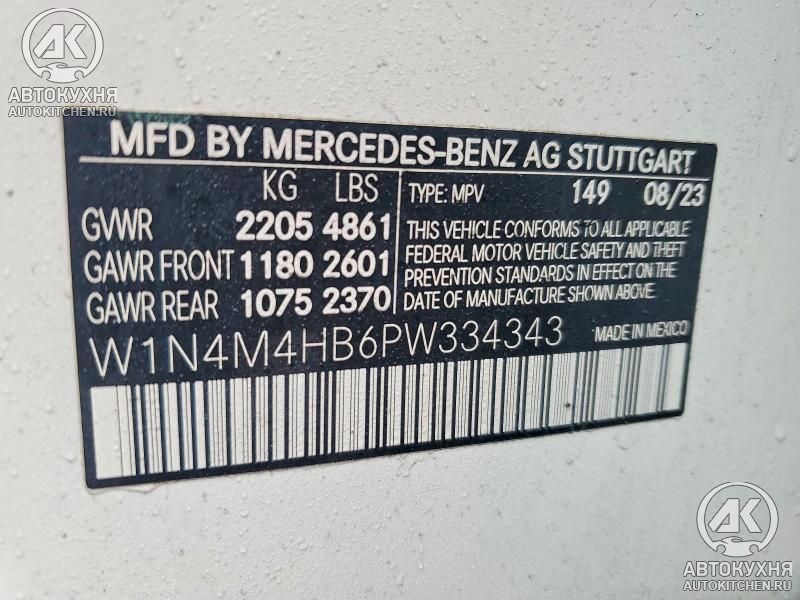 АК
АВТОКУХНЯ
AUTOKITCHEN.RU
MFD BY MERCEDES-BENZ AG STUTTGART
KG LBS
GVWR 2205 4861
GAWR FRONT 1180 2601
GAWR REAR 1075 2370
TYPE: MPV 149 08/23
THIS VEHICLE CONFORMS TO ALL APPLICABLE
FEDERAL MOTOR VEHICLE SAFETY AND THEFT
PREVENTION STANDARDS IN EFFECT ON THE
DATE OF MANUFACTURE SHOWN ABOVE.
W1N4M4HB6PW334343 MADE IN MEXICO
АК
АВТОКУХНЯ
AUTOKITCHEN.RU